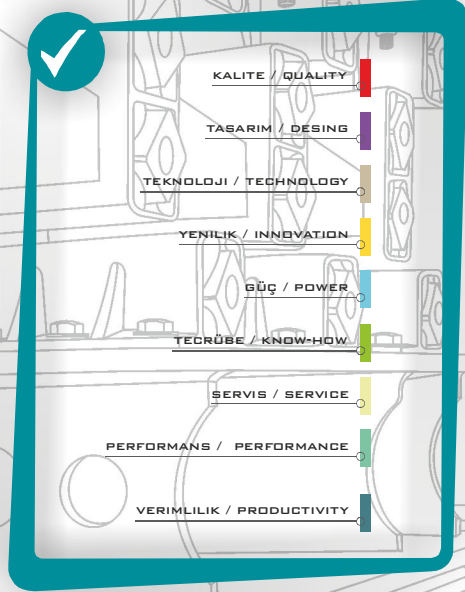 KALITE / QUALITY
TASARIM / DESING
TEKNOLOJI / TECHNOLOGY
YENILIK / INNOVATION
GÜÇ / POWER
TECRÜBE / KNOW-HOW
SERVIS / SERVICE
PERFORMANS / PERFORMANCE
VERIMLILIK / PRODUCTIVITY